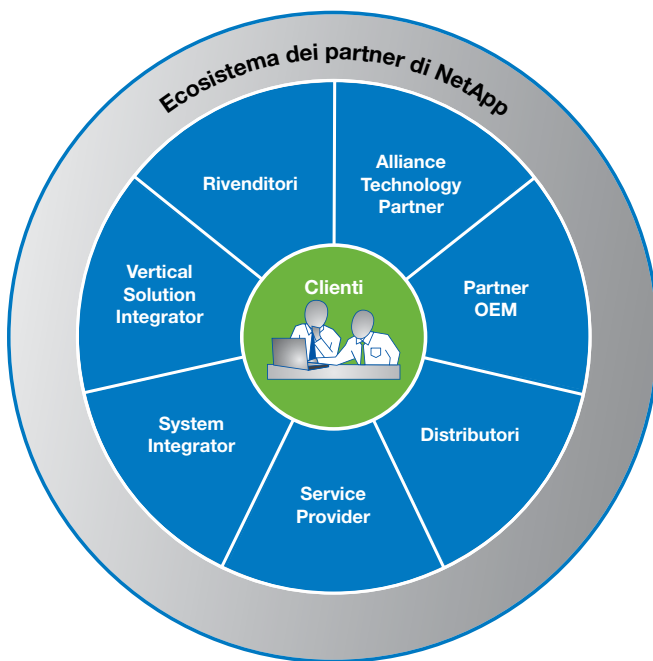 Ecosistema dei partner di NetApp
Rivenditori
Alliance
Technology
Partner
Vertical
Solution
Integrator
Clienti
Partner
OEM
System
Integrator
Distributori
Service
Provider